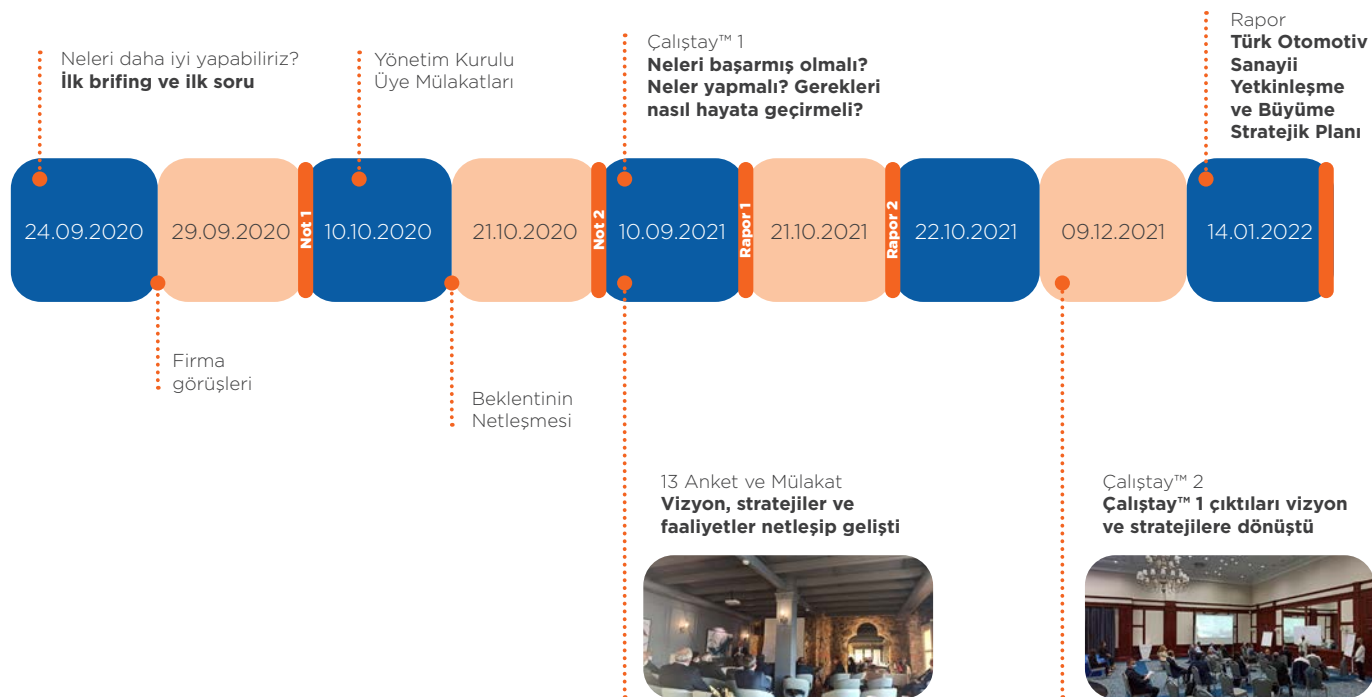 Neleri daha iyi yapabiliriz?
İlk brifing ve ilk soru
Yönetim Kurulu
Üye Mülakatları
Çalıştay™ 1
Neleri başarmış olmalı?
Neler yapmalı? Gerekleri
nasıl hayata geçirmeli?
Rapor
Türk Otomotiv
Sanayii
Yetkinleşme
ve Büyüme
Stratejik Planı
24.09.2020
29.09.2020
Not 1
10.10.2020
21.10.2020
Not 2
10.09.2021
Rapor 1
21.10.2021
Rapor 2
22.10.2021
09.12.2021
14.01.2022
Firma
görüşleri
Beklentinin
Netleşmesi
13 Anket ve Mülakat
Vizyon, stratejiler ve
faaliyetler netleşip gelişti
Çalıştay™ 2
Çalıştay™ 1 çıktıları vizyon
ve stratejilere dönüştü